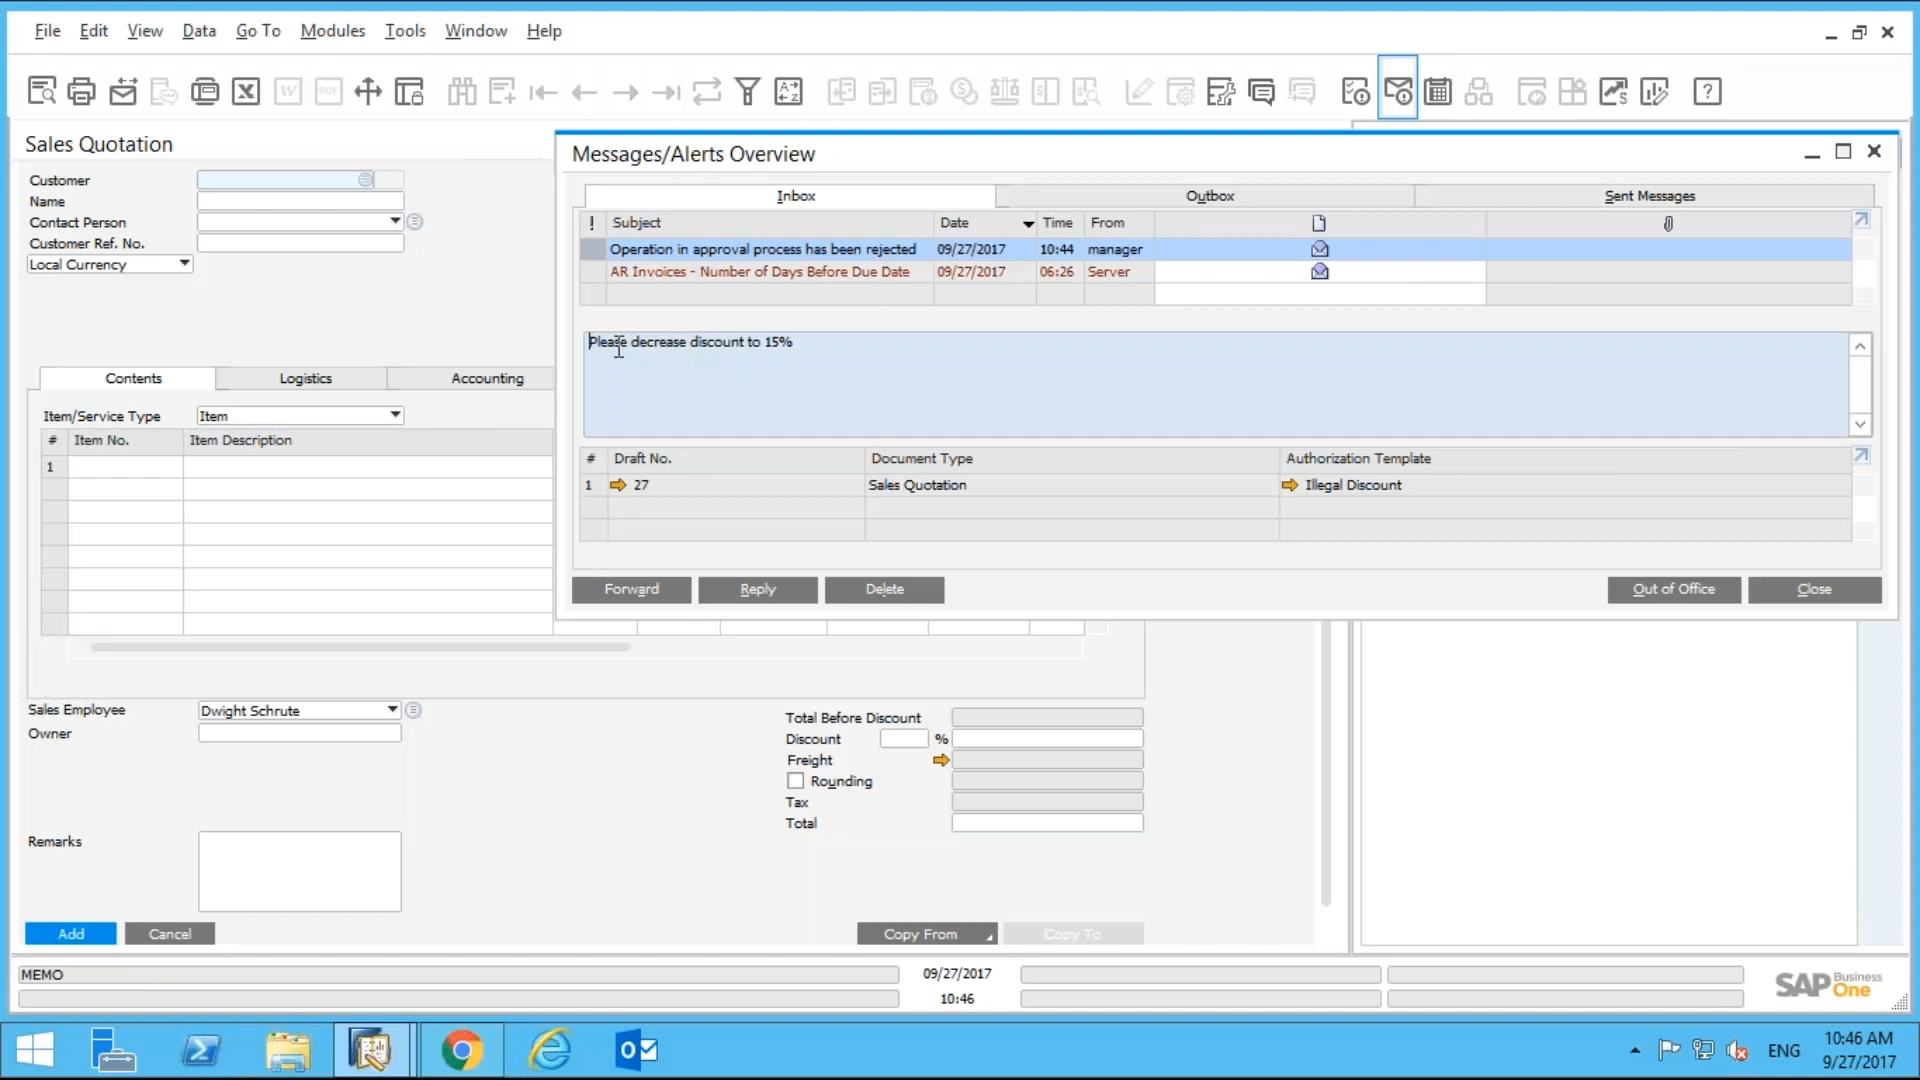 File Edit View Data Go To Modules Tools Window Help
Sales Quotation
Customer
Name
Contact Person
Customer Ref. No.
Local Currency
Contents Logistics Accounting
Item/Service Type Item
# Item No. Item Description
1
Sales Employee Dwight Schrute
Owner
Remarks
Add Cancel
Total Before Discount
Discount %
Freight
Rounding
Tax
Total
Copy From Copy To
Messages/Alerts Overview
Inbox Outbox Sent Messages
! Subject Date Time From
Operation in approval process has been rejected 09/27/2017 10:44 manager
AR Invoices - Number of Days Before Due Date 09/27/2017 06:26 Server
Please decrease discount to 15%
# Draft No. Document Type Authorization Template
1 27 Sales Quotation Illegal Discount
Forward Reply Delete Out of Office Close
MEMO 09/27/2017
10:46
SAP Business One
ENG
10:46 AM
9/27/2017